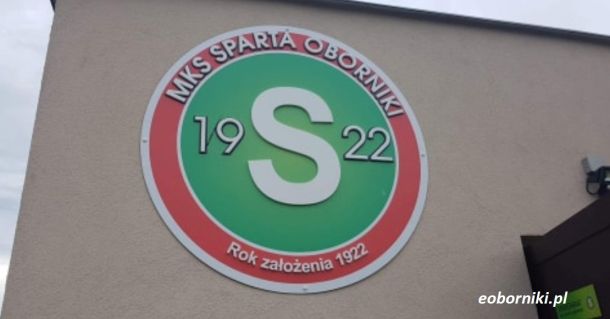 MKS SPARTA OBORNIKI
19 S 22
Rok założenia 1922
eoborniki.pl